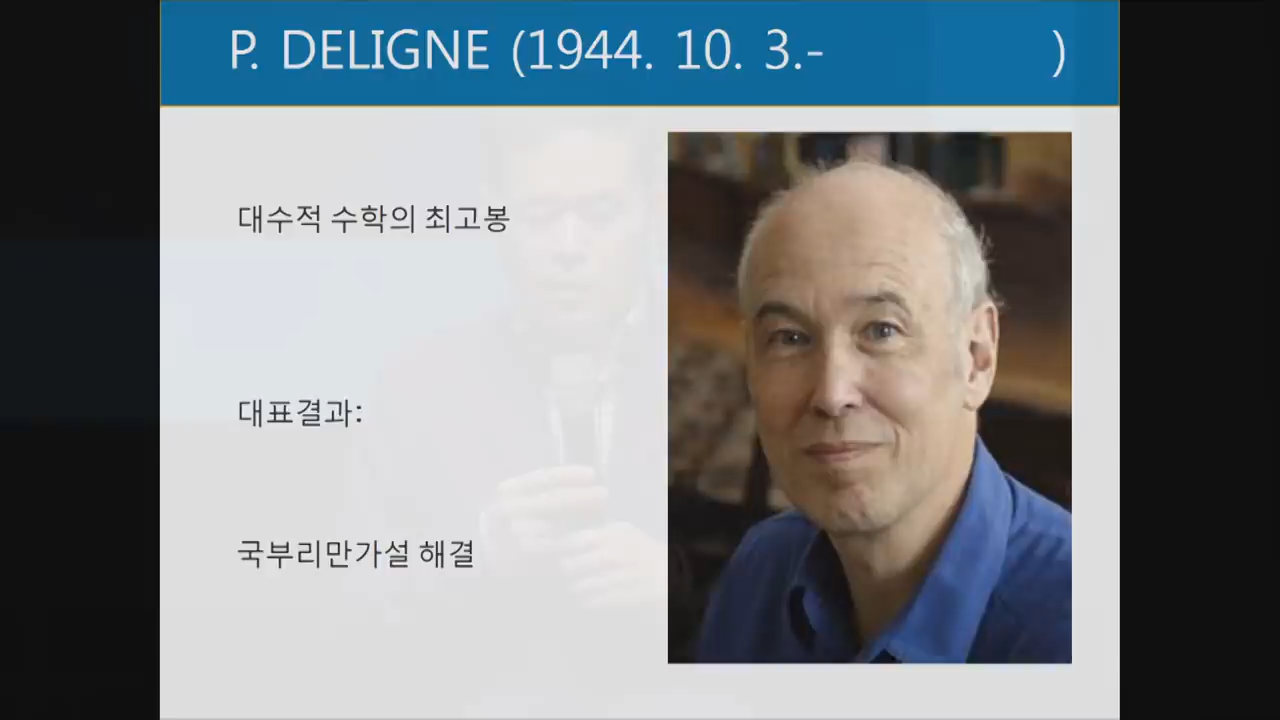 P. DELIGNE (1944. 10. 3.- )
대수적 수학의 최고봉
대표결과:
국부리만가설 해결